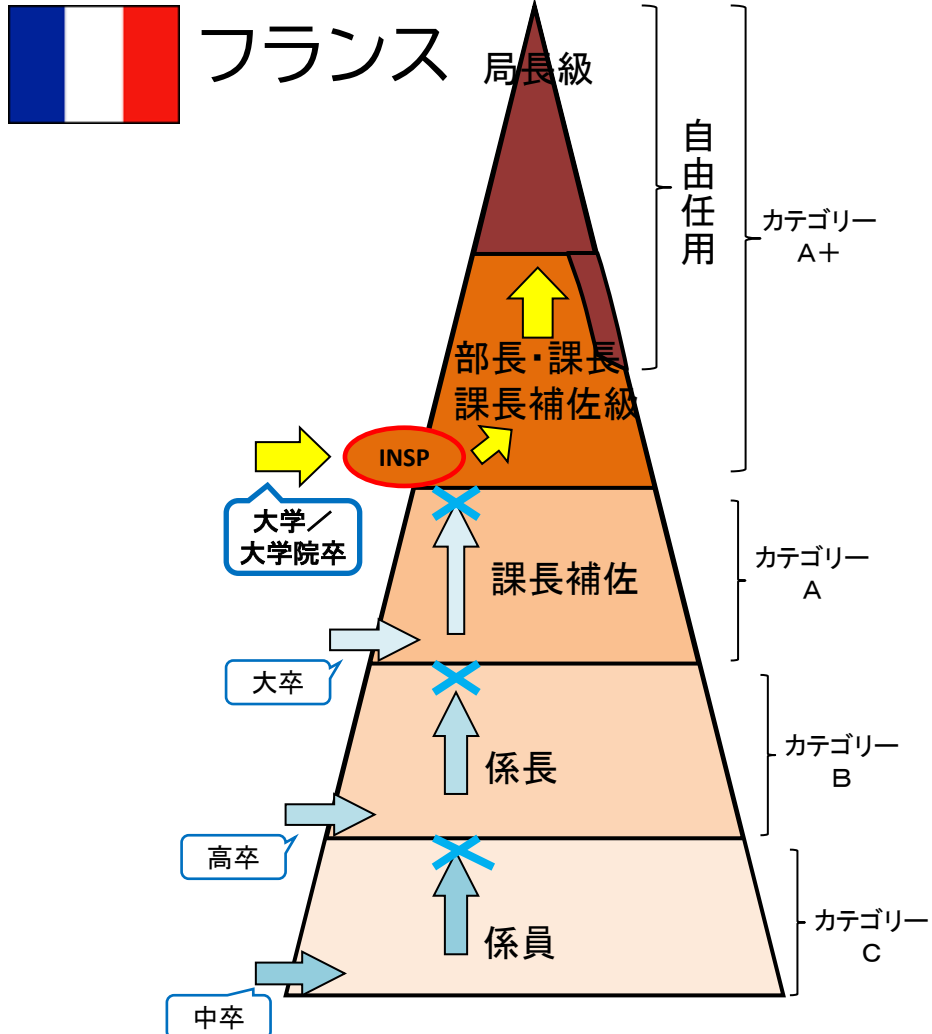 フランス
局長級
自由任用
カテゴリー
A＋
部長・課長
課長補佐級
INSP
大学／
大学院卒
課長補佐
カテゴリー
A
大卒
係長
カテゴリー
B
高卒
係員
カテゴリー
C
中卒